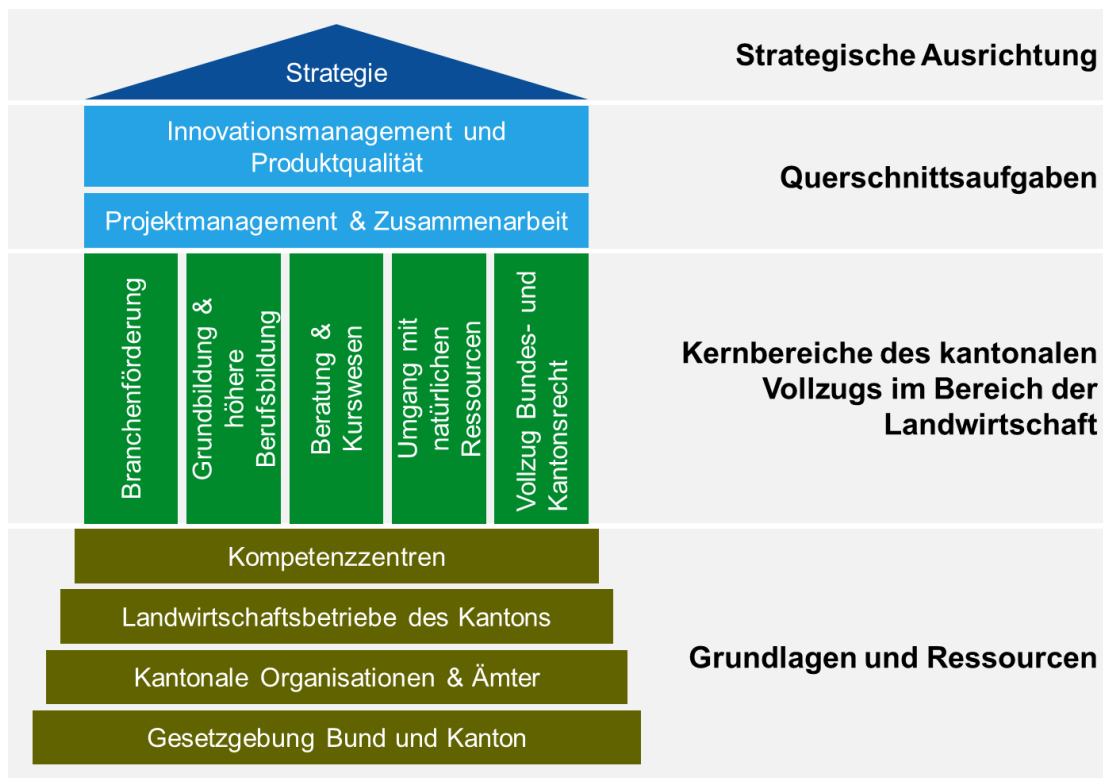 Strategie
Strategische Ausrichtung
Innovationsmanagement und
Produktqualität
Projektmanagement & Zusammenarbeit
Querschnittsaufgaben
Branchenförderung
Grundbildung &
höhere
Berufsbildung
Beratung &
Kurswesen
Umgang mit
natürlichen
Ressourcen
Vollzug Bundes- und
Kantonsrecht
Kernbereiche des kantonalen
Vollzugs im Bereich der
Landwirtschaft
Kompetenzzentren
Landwirtschaftsbetriebe des Kantons
Kantonale Organisationen & Ämter
Gesetzgebung Bund und Kanton
Grundlagen und Ressourcen